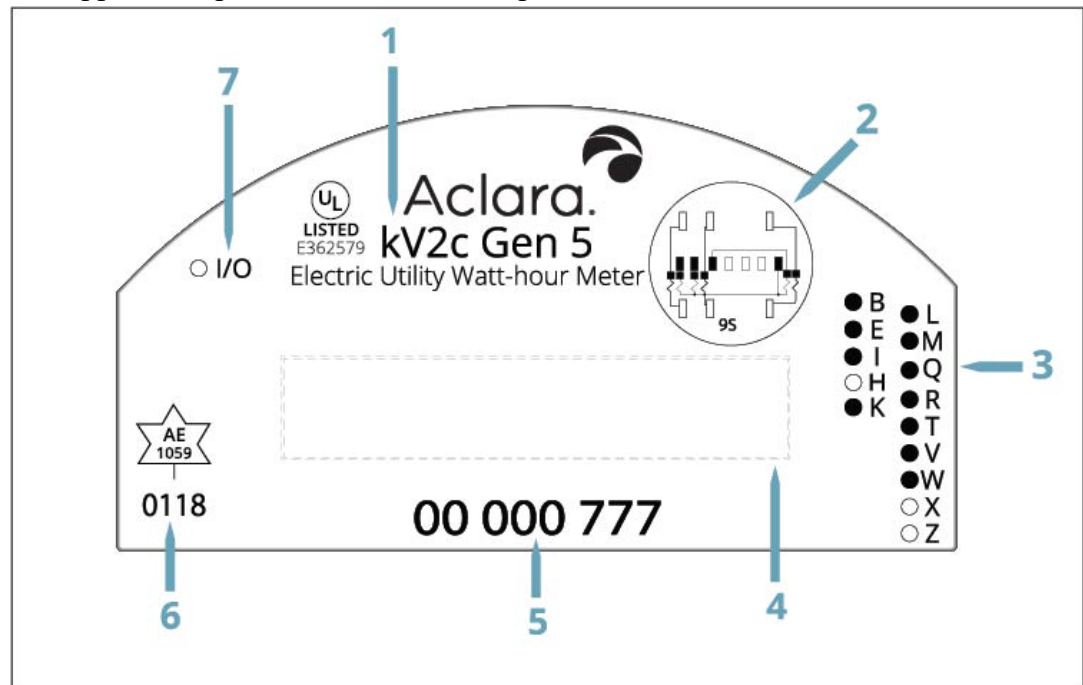 1
7
2
Aclara.
UL
LISTED
E362579
kV2c Gen 5
I/O
Electric Utility Watt-hour Meter
9S
B
E
I
H
K
L
M
Q
R
T
V
W
X
Z
3
AE
1059
0118
00 000 777
6
5
4